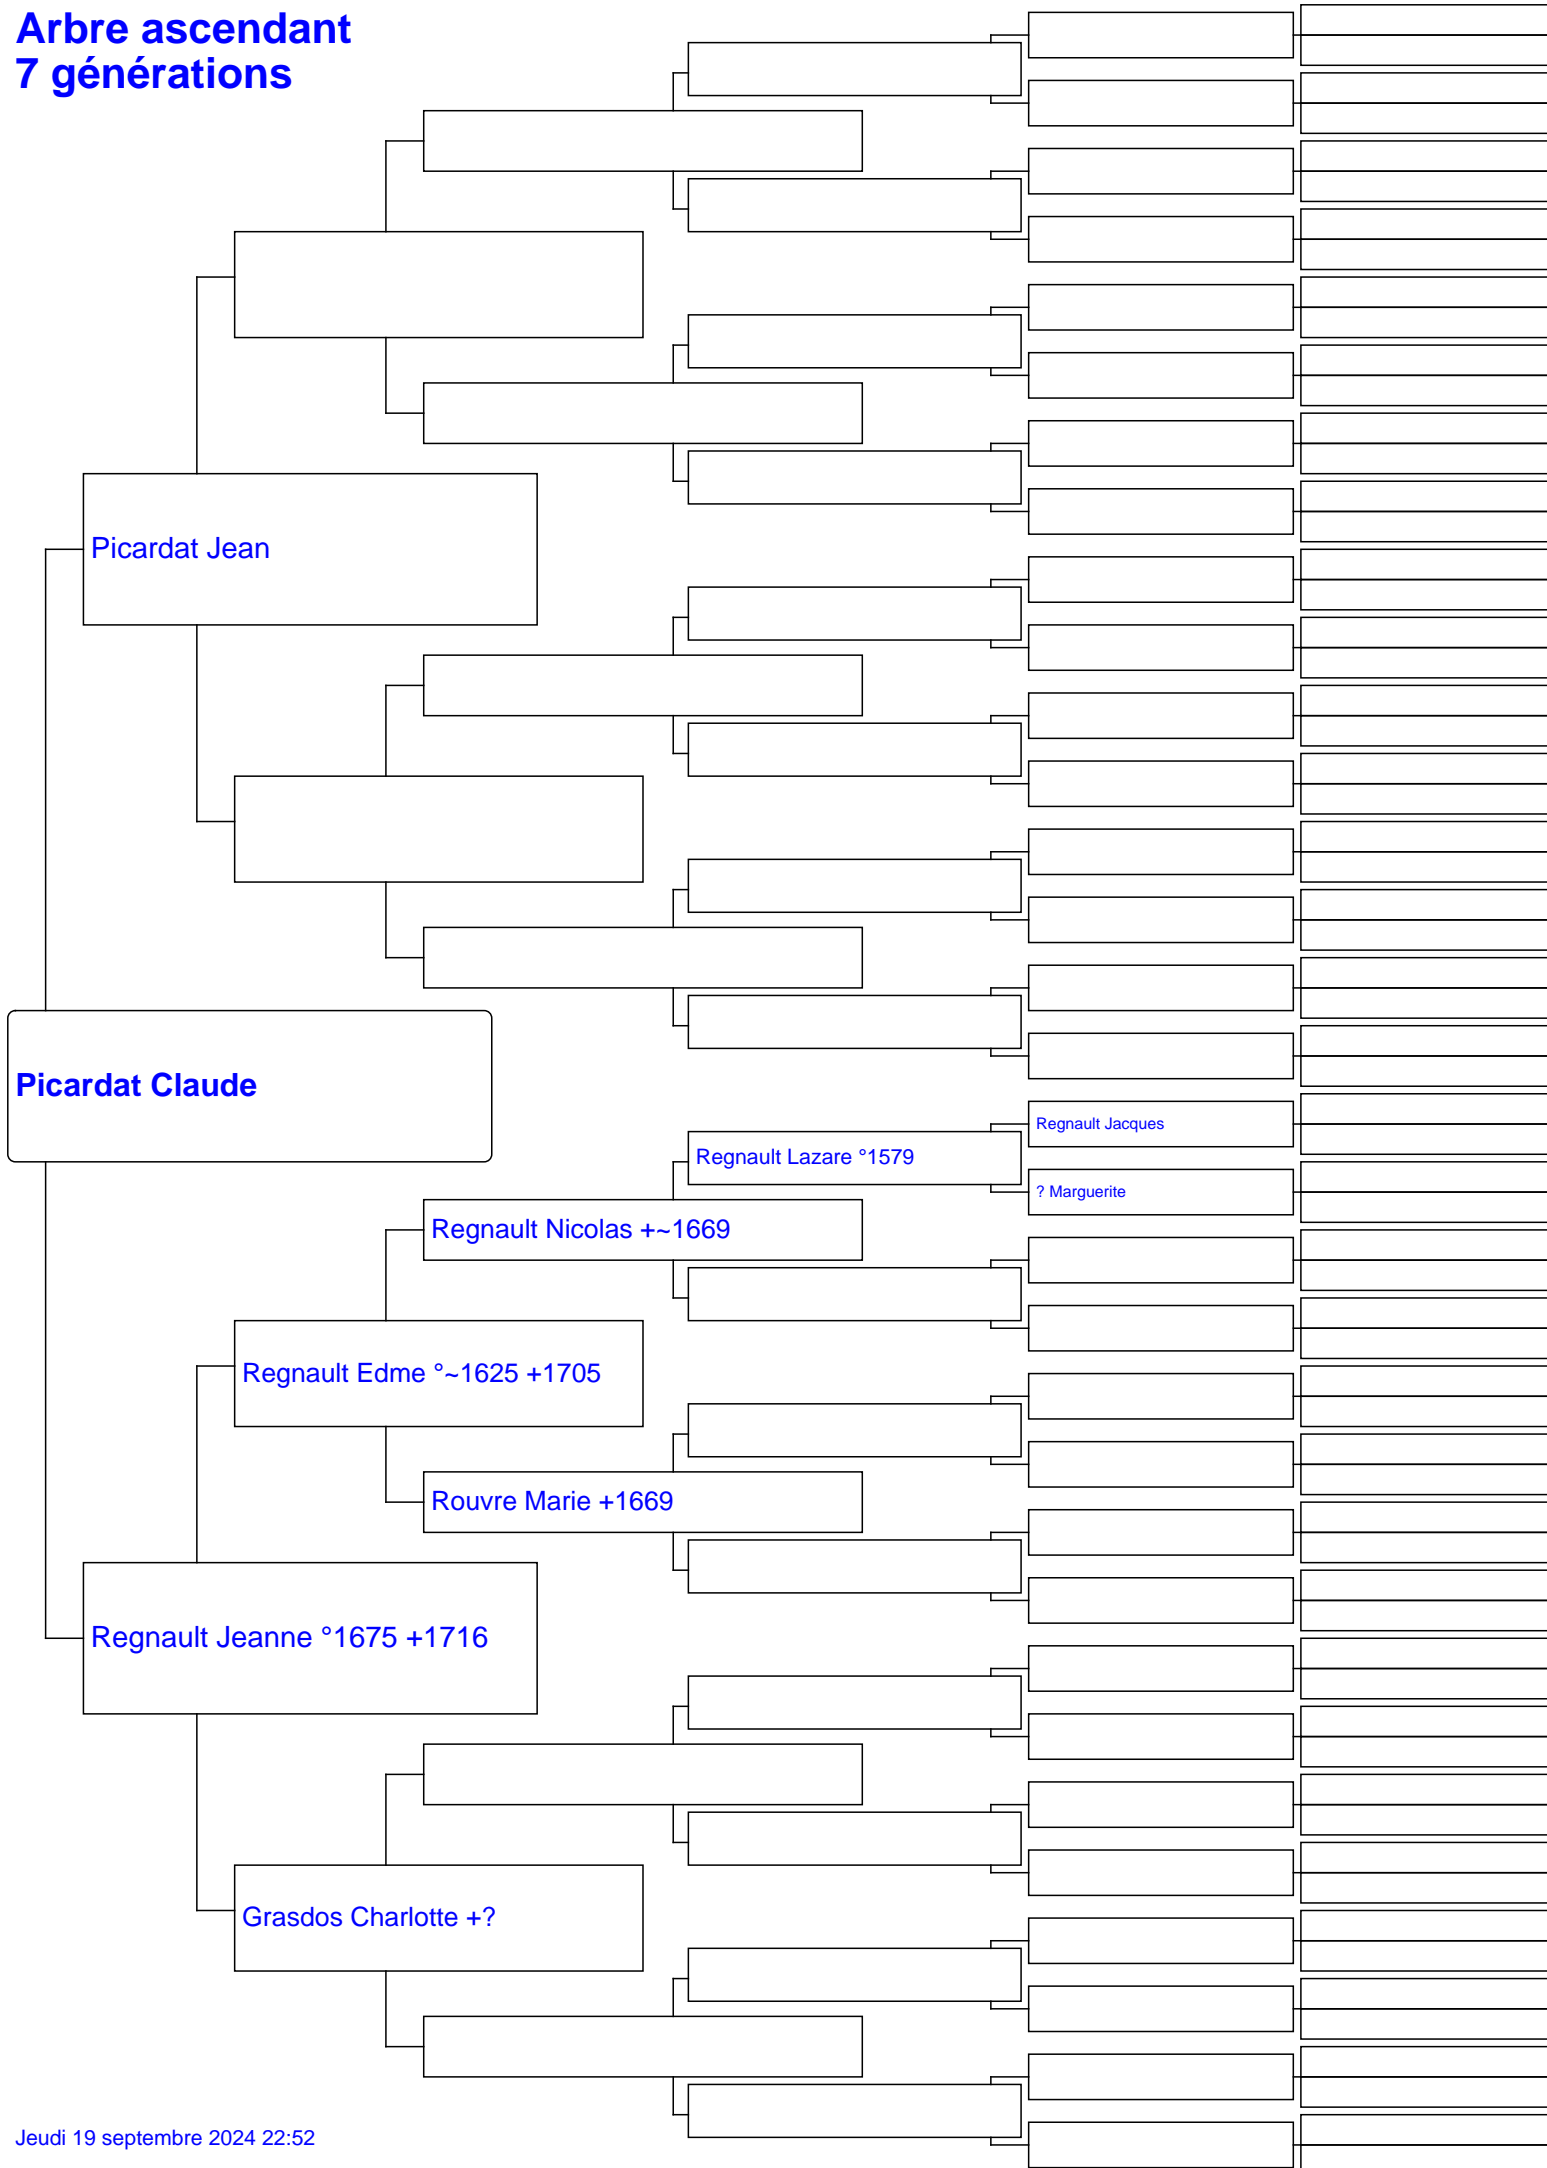 Arbre ascendant
7 générations
Picardat Jean
Picardat Claude
Regnault Jacques
Regnault Lazare °1579
? Marguerite
Regnault Nicolas +~1669
Regnault Edme °~1625 +1705
Rouvre Marie +1669
Regnault Jeanne °1675 +1716
Grasdos Charlotte +?
Jeudi 19 septembre 2024 22:52